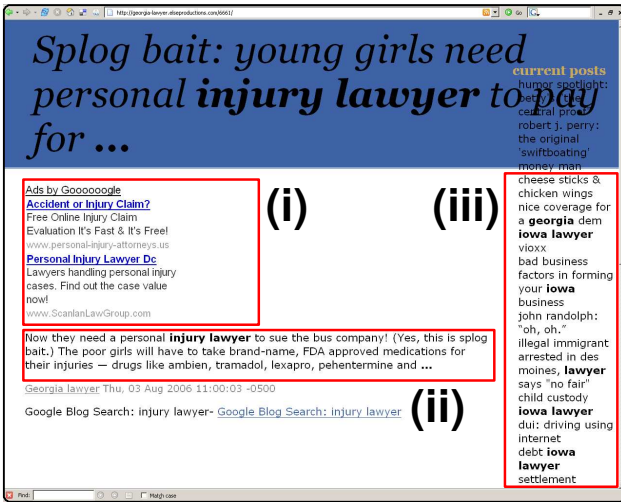 http://georgia-lawyer.elseproductions.com/6661/
Go
G
Splog bait: young girls need
personal injury lawyer to pay
for ...
current posts
humor spotlight:
betty's the
central proof
robert j. perry:
the original
'swiftboating'
money man
cheese sticks &
chicken wings
nice coverage for
a georgia dem
iowa lawyer
vioxx
bad business
factors in forming
your iowa
business
john randolph:
"oh, oh."
illegal immigrant
arrested in des
moines, lawyer
says "no fair"
child custody
iowa lawyer
dui: driving using
internet
debt iowa
lawyer
settlement
(i)
(iii)
Ads by Goooooogle
Accident or Injury Claim?
Free Online Injury Claim
Evaluation It's Fast & It's Free!
www.personal-injury-attorneys.us
Personal Injury Lawyer Dc
Lawyers handling personal injury
cases. Find out the case value
now!
www.ScanlanLawGroup.com
Now they need a personal injury lawyer to sue the bus company! (Yes, this is splog
bait.) The poor girls will have to take brand-name, FDA approved medications for
their injuries — drugs like ambien, tramadol, lexapro, pehentermine and ...
Georgia lawyer Thu, 03 Aug 2006 11:00:03 -0500
(ii)
Google Blog Search: injury lawyer- Google Blog Search: injury lawyer
Find:
Match case